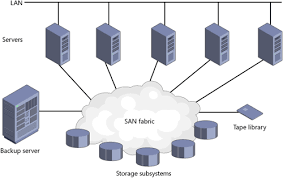 LAN
Servers
SAN fabric
Tape library
Backup server
Storage subsystems